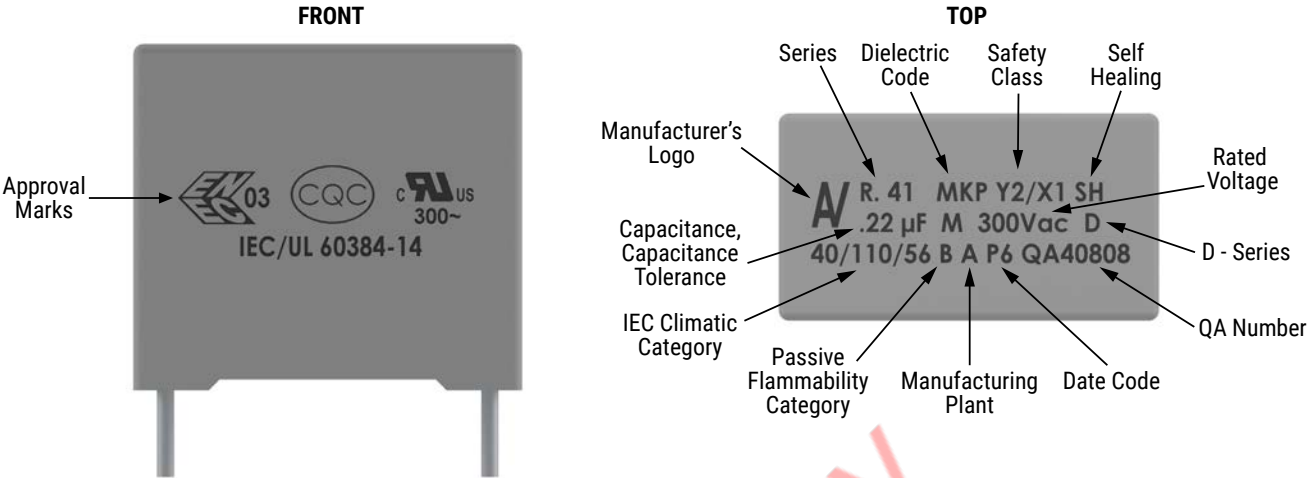 FRONT
Approval
Marks
EN
EC
03
CQC
C RU US
300~
IEC/UL 60384-14
TOP
Series
Dielectric
Code
Safety
Class
Self
Healing
Manufacturer's
Logo
Rated
Voltage
R. 41 MKP Y2/X1 SH
.22 µF M 300Vac D
40/110/56 B A P6 QA40808
Capacitance,
Capacitance
Tolerance
D - Series
IEC Climatic
Category
QA Number
Passive
Flammability
Category
Manufacturing
Plant
Date Code